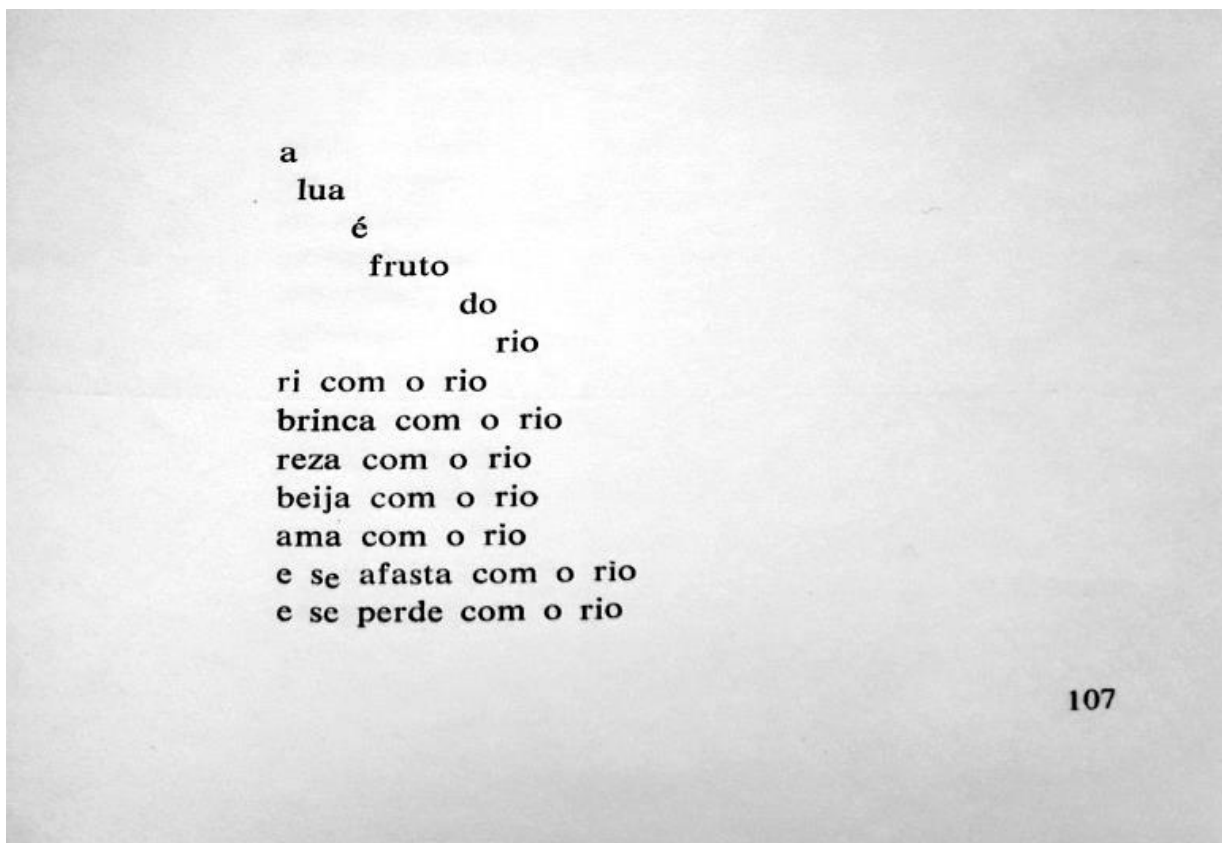 a
lua
é
fruto
do
rio
ri com o rio
brinca com o rio
reza com o rio
beija com o rio
ama com o rio
e se afasta com o rio
e se perde com o rio
107